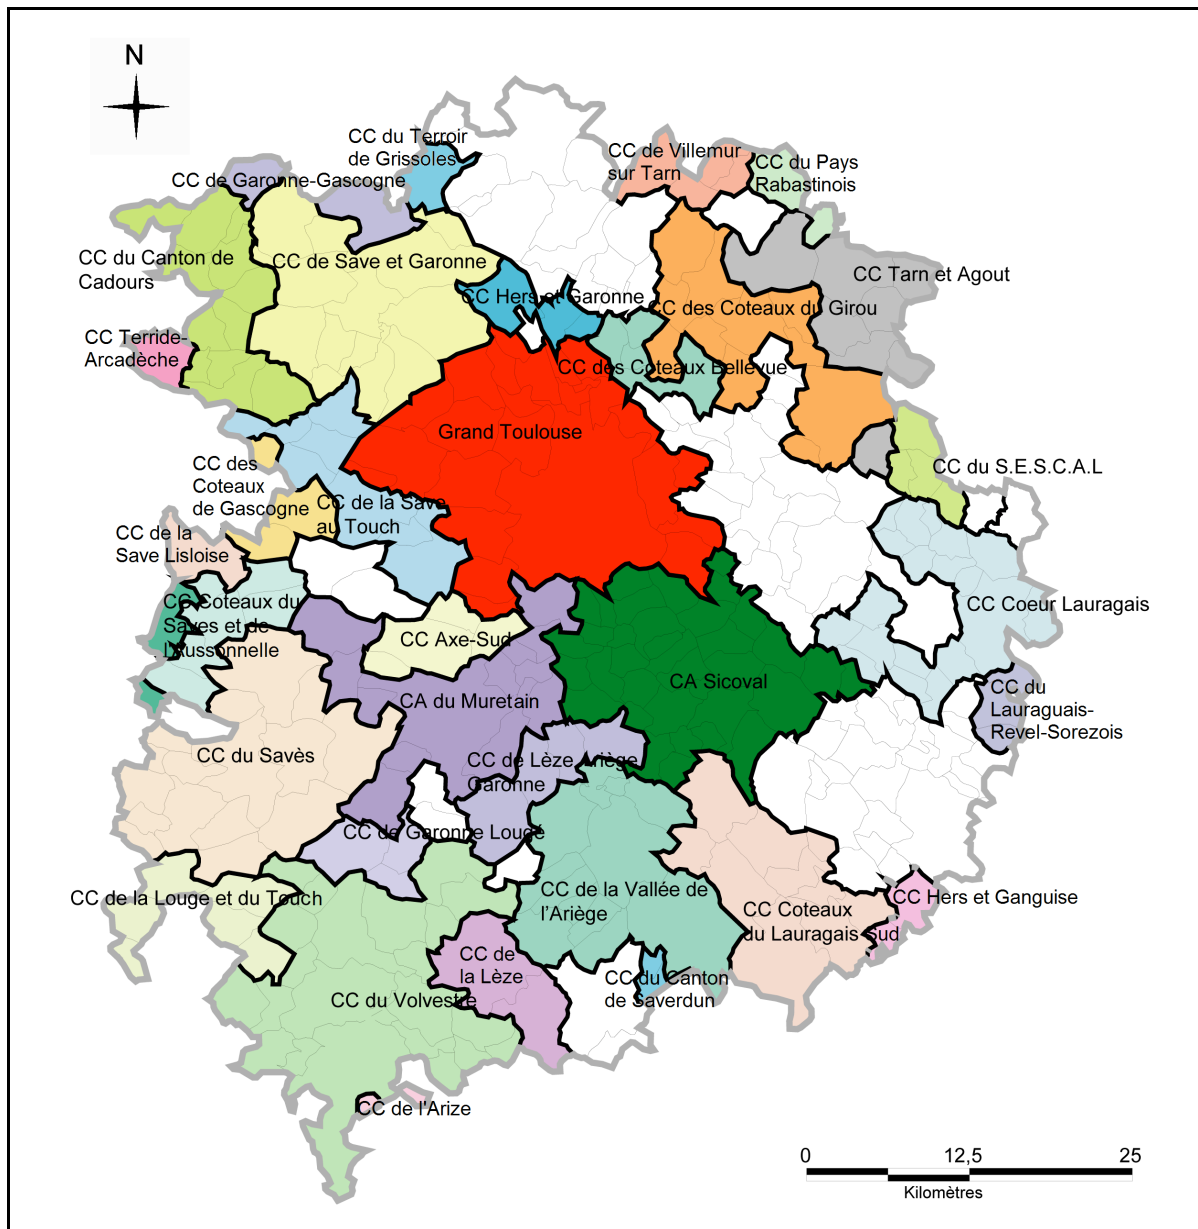 N
CC du Terroir
de Grissoles
CC de Villemur
sur Tarn
CC du Pays
Rabastinois
CC de Garonne-Gascogne
CC du Canton de
Cadours
CC de Save et Garonne
CC Tarn et Agout
CC Hers et Garonne
CC des Coteaux du Girou
CC Terride-
Arcadèche
CC des Coteaux Bellevue
Grand Toulouse
CC des
Coteaux
de Gascogne
CC du S.E.S.C.A.L
CC de la Save
au Touch
CC de la
Save Lisloise
CC Coteaux du
Saves et de
l'Aussonnelle
CC Coeur Lauragais
CC Axe-Sud
CA Sicoval
CA du Muretain
CC du
Lauraguais-
Revel-Sorezois
CC du Savès
CC de Lèze Ariège
Garonne
CC de Garonne Louge
CC de la Louge et du Touch
CC de la Vallée de
l'Ariège
CC Hers et Ganguise
CC Coteaux
du Lauragais Sud
CC de
la Lèze
CC du Canton
de Saverdun
CC du Volvestre
CC de l'Arize
0 12,5 25
Kilomètres